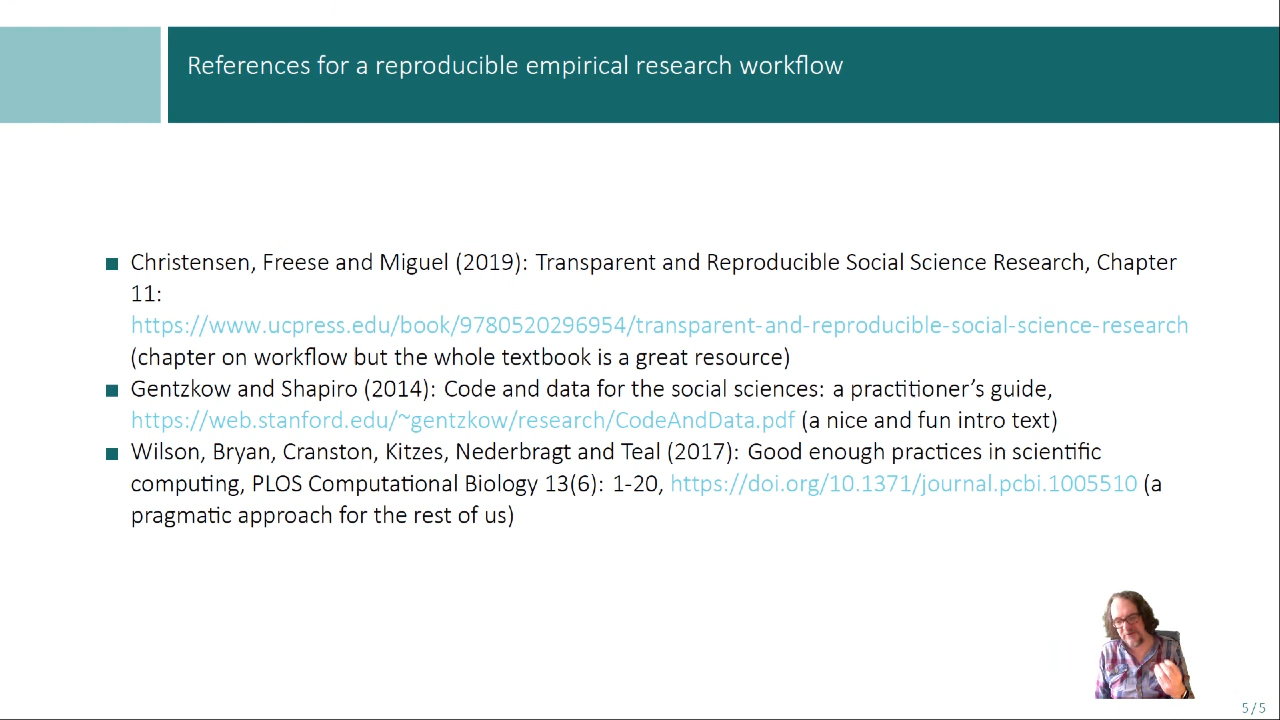 References for a reproducible empirical research workflow
Christensen, Freese and Miguel (2019): Transparent and Reproducible Social Science Research, Chapter
11:
https://www.ucpress.edu/book/9780520296954/transparent-and-reproducible-social-science-research
(chapter on workflow but the whole textbook is a great resource)
Gentzkow and Shapiro (2014): Code and data for the social sciences: a practitioner’s guide,
https://web.stanford.edu/~gentzkow/research/CodeAndData.pdf (a nice and fun intro text)
Wilson, Bryan, Cranston, Kitzes, Nederbragt and Teal (2017): Good enough practices in scientific
computing, PLOS Computational Biology 13(6): 1-20, https://doi.org/10.1371/journal.pcbi.1005510 (a
pragmatic approach for the rest of us)
5/5